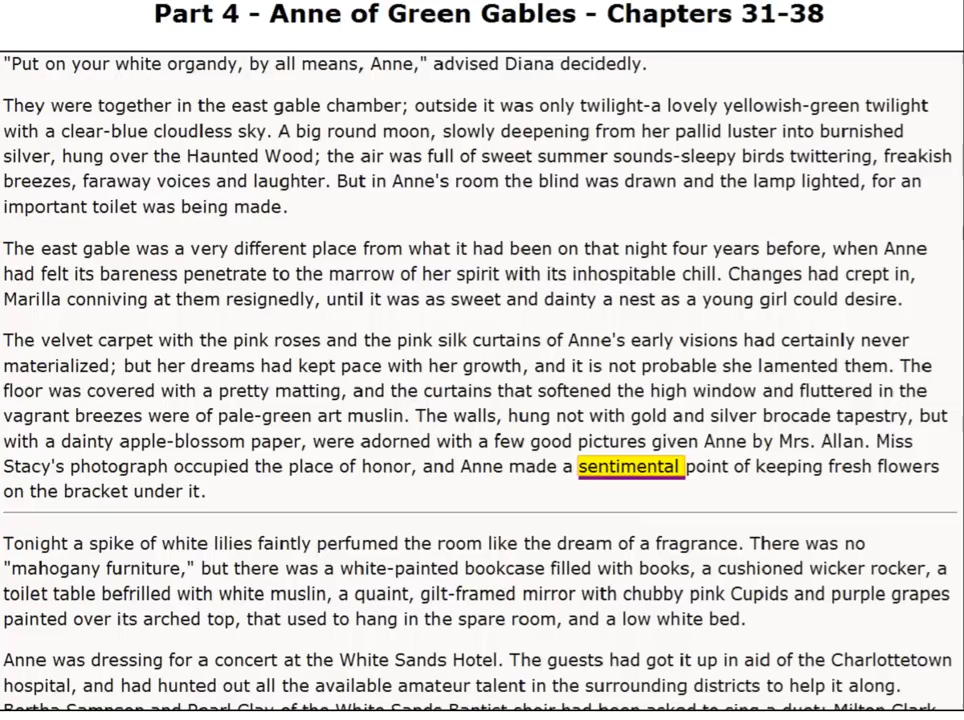 Part 4 - Anne of Green Gables - Chapters 31-38
"Put on your white organdy, by all means, Anne," advised Diana decidedly.
They were together in the east gable chamber; outside it was only twilight-a lovely yellowish-green twilight
with a clear-blue cloudless sky. A big round moon, slowly deepening from her pallid luster into burnished
silver, hung over the Haunted Wood; the air was full of sweet summer sounds-sleepy birds twittering, freakish
breezes, faraway voices and laughter. But in Anne's room the blind was drawn and the lamp lighted, for an
important toilet was being made.
The east gable was a very different place from what it had been on that night four years before, when Anne
had felt its bareness penetrate to the marrow of her spirit with its inhospitable chill. Changes had crept in,
Marilla conniving at them resignedly, until it was as sweet and dainty a nest as a young girl could desire.
The velvet carpet with the pink roses and the pink silk curtains of Anne's early visions had certainly never
materialized; but her dreams had kept pace with her growth, and it is not probable she lamented them. The
floor was covered with a pretty matting, and the curtains that softened the high window and fluttered in the
vagrant breezes were of pale-green art muslin. The walls, hung not with gold and silver brocade tapestry, but
with a dainty apple-blossom paper, were adorned with a few good pictures given Anne by Mrs. Allan. Miss
Stacy's photograph occupied the place of honor, and Anne made a sentimental point of keeping fresh flowers
on the bracket under it.
Tonight a spike of white lilies faintly perfumed the room like the dream of a fragrance. There was no
"mahogany furniture," but there was a white-painted bookcase filled with books, a cushioned wicker rocker, a
toilet table befrilled with white muslin, a quaint, gilt-framed mirror with chubby pink Cupids and purple grapes
painted over its arched top, that used to hang in the spare room, and a low white bed.
Anne was dressing for a concert at the White Sands Hotel. The guests had got it up in aid of the Charlottetown
hospital, and had hunted out all the available amateur talent in the surrounding districts to help it along.
Bertha Sampson and Pearl Clay of the White Sands Baptist choir had been asked to sing a duet; Milton Clark